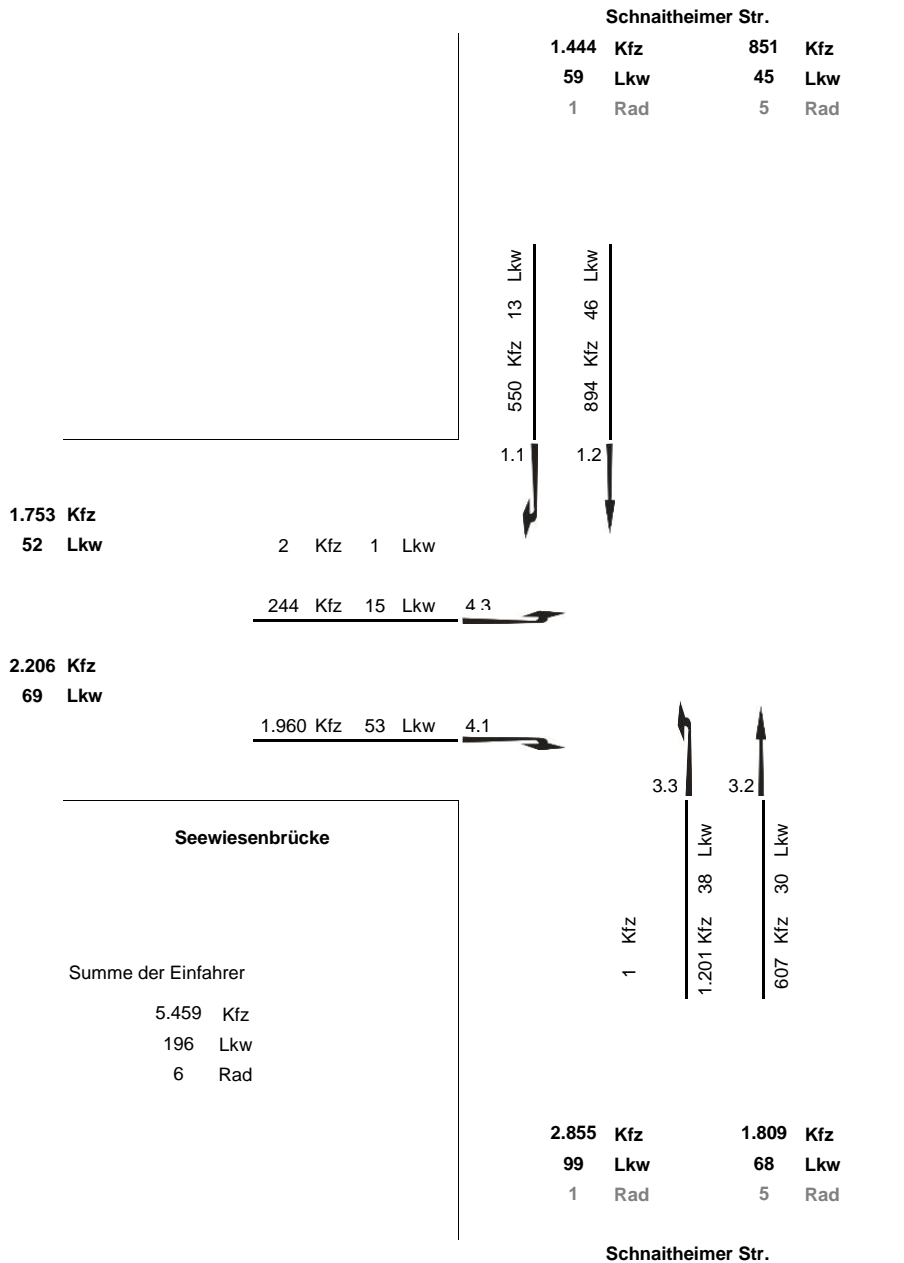 Schnaitheimer Str.
1.444 Kfz 851 Kfz
59 Lkw 45 Lkw
1 Rad 5 Rad
550 Kfz 13 Lkw
894 Kfz 46 Lkw
1.1 1.2
1.753 Kfz
52 Lkw 2 Kfz 1 Lkw
244 Kfz 15 Lkw 4.3
2.206 Kfz
69 Lkw
1.960 Kfz 53 Lkw 4.1
3.3 3.2
Seewiesenbrücke
1 Kfz
1.201 Kfz 38 Lkw
607 Kfz 30 Lkw
Summe der Einfahrer
5.459 Kfz
196 Lkw
6 Rad
2.855 Kfz 1.809 Kfz
99 Lkw 68 Lkw
1 Rad 5 Rad
Schnaitheimer Str.